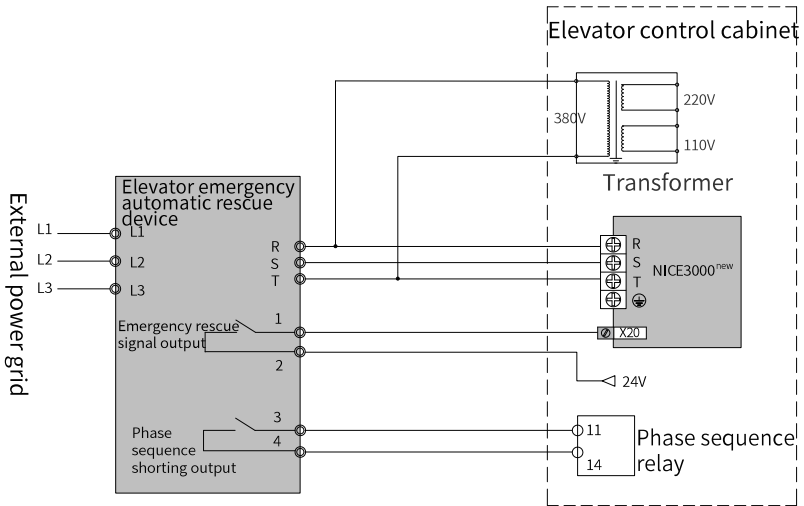 Elevator control cabinet
380V
220V
110V
Transformer
Elevator emergency
automatic rescue
device
External power grid
L1
L2
L3
L1
L2
L3
R
S
T
R
S
T
NICE3000new
Emergency rescue
signal output
1
2
X20
24V
Phase
sequence
shorting output
3
4
11
14
Phase sequence
relay